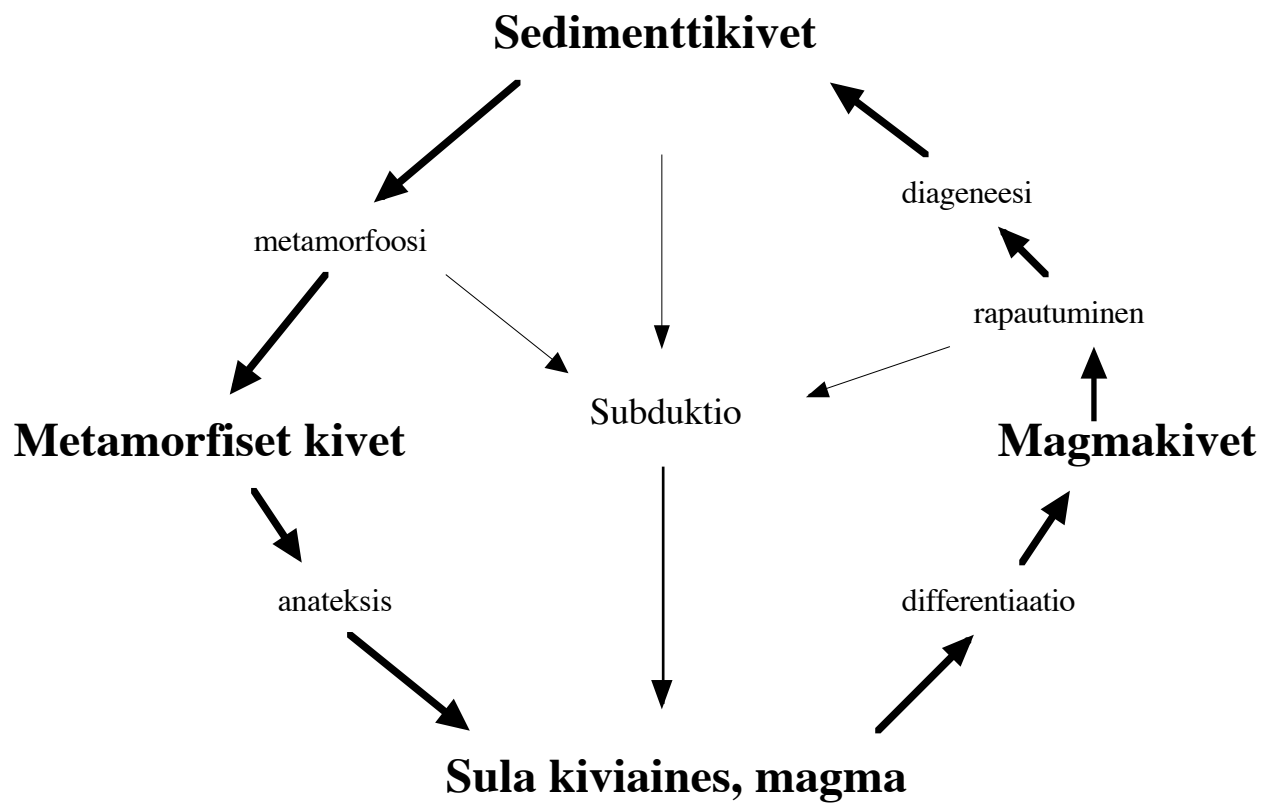 Sedimenttikivet
diageneesi
metamorfoosi
rapautuminen
Subduktio
Metamorfiset kivet
Magmakivet
anateksis
differentiaatio
Sula kiviaines, magma